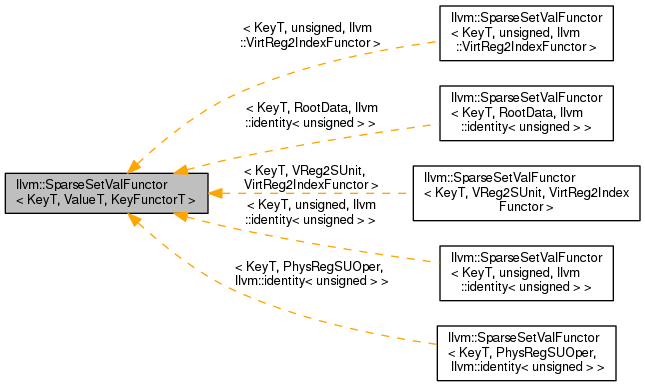 llvm::SparseSetValFunctor
< KeyT, ValueT, KeyFunctorT >
< KeyT, unsigned, llvm
::VirtReg2IndexFunctor >
< KeyT, RootData, llvm
::identity< unsigned > >
< KeyT, VReg2SUnit,
VirtReg2IndexFunctor >
< KeyT, unsigned, llvm
::identity< unsigned > >
< KeyT, PhysRegSUOper,
llvm::identity< unsigned > >
llvm::SparseSetValFunctor
< KeyT, unsigned, llvm
::VirtReg2IndexFunctor >
llvm::SparseSetValFunctor
< KeyT, RootData, llvm
::identity< unsigned > >
llvm::SparseSetValFunctor
< KeyT, VReg2SUnit, VirtReg2Index
Functor >
llvm::SparseSetValFunctor
< KeyT, unsigned, llvm
::identity< unsigned > >
llvm::SparseSetValFunctor
< KeyT, PhysRegSUOper,
llvm::identity< unsigned > >